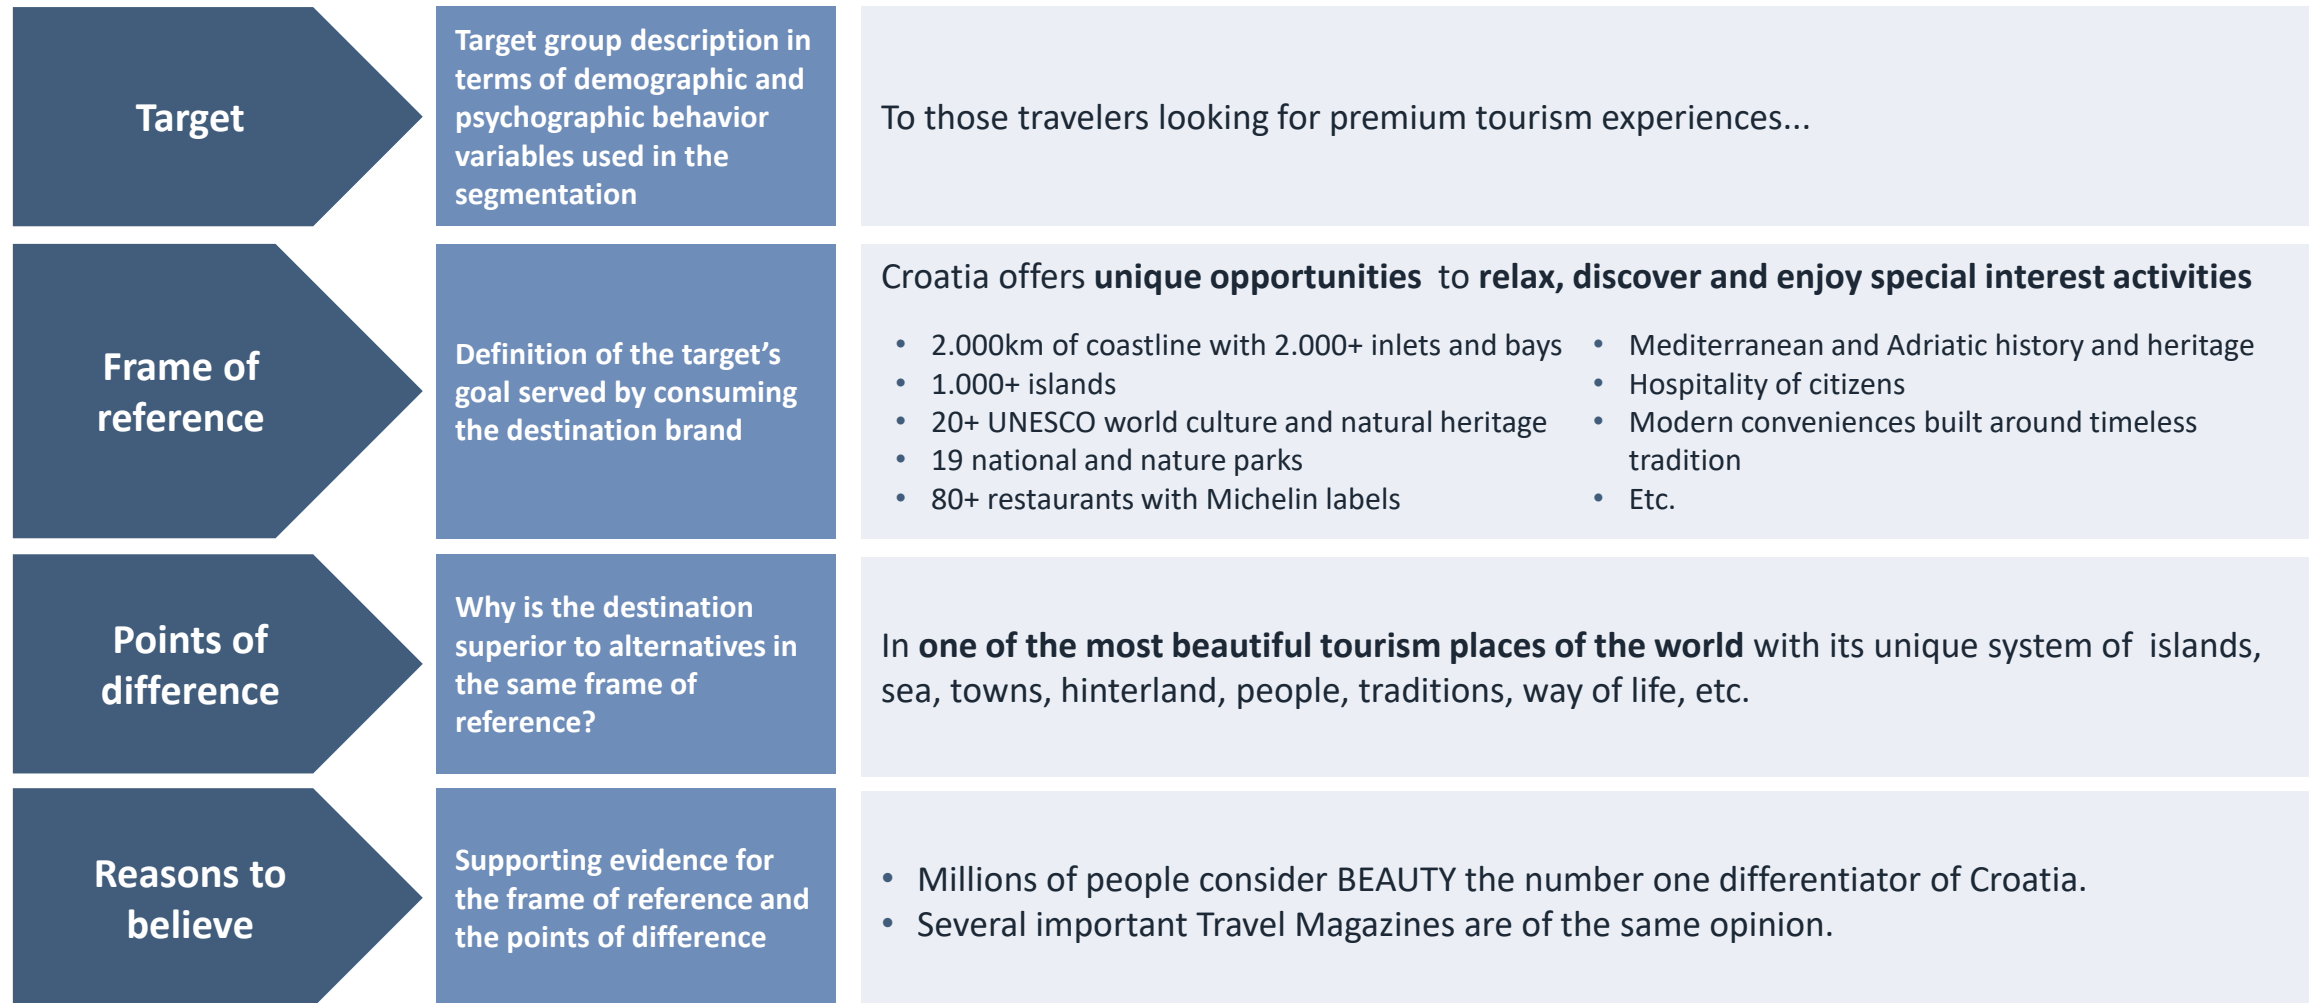 Target
Target group description in
terms of demographic and
psychographic behavior
variables used in the
segmentation
To those travelers looking for premium tourism experiences...
Frame of
reference
Definition of the target’s
goal served by consuming
the destination brand
Croatia offers unique opportunities to relax, discover and enjoy special interest activities
• 2.000km of coastline with 2.000+ inlets and bays
• 1.000+ islands
• 20+ UNESCO world culture and natural heritage
• 19 national and nature parks
• 80+ restaurants with Michelin labels
• Mediterranean and Adriatic history and heritage
• Hospitality of citizens
• Modern conveniences built around timeless
tradition
• Etc.
Points of
difference
Why is the destination
superior to alternatives in
the same frame of
reference?
In one of the most beautiful tourism places of the world with its unique system of islands,
sea, towns, hinterland, people, traditions, way of life, etc.
Reasons to
believe
Supporting evidence for
the frame of reference and
the points of difference
• Millions of people consider BEAUTY the number one differentiator of Croatia.
• Several important Travel Magazines are of the same opinion.